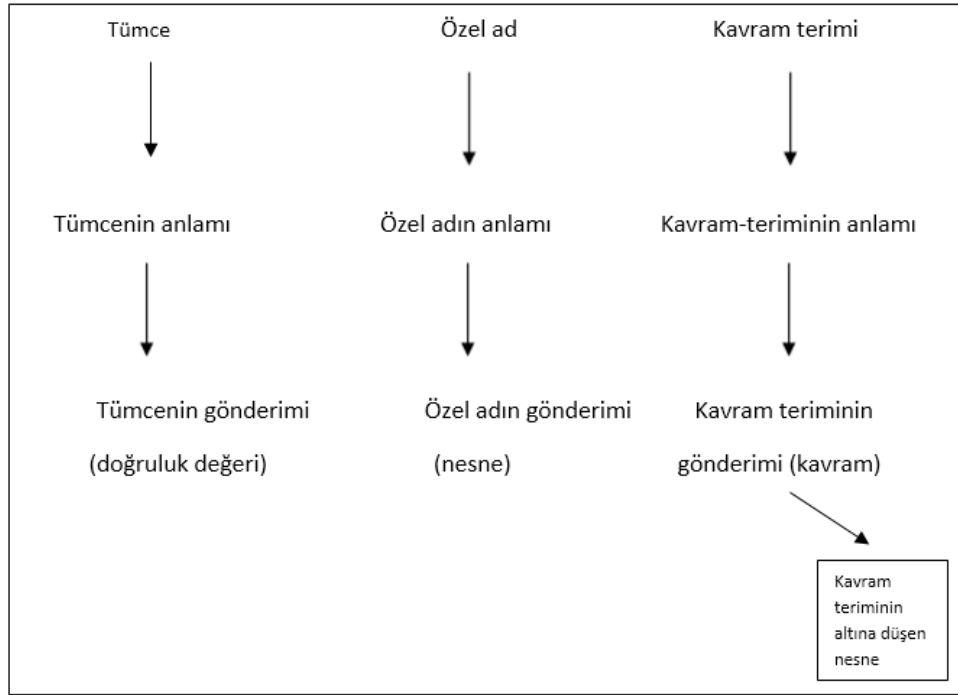 Tümce
Özel ad
Kavram terimi
Tümcenin anlamı
Özel adın anlamı
Kavram-teriminin anlamı
Tümcenin gönderimi
(doğruluk değeri)
Özel adın gönderimi
(nesne)
Kavram teriminin
gönderimi (kavram)
Kavram
teriminin
altına düşen
nesne